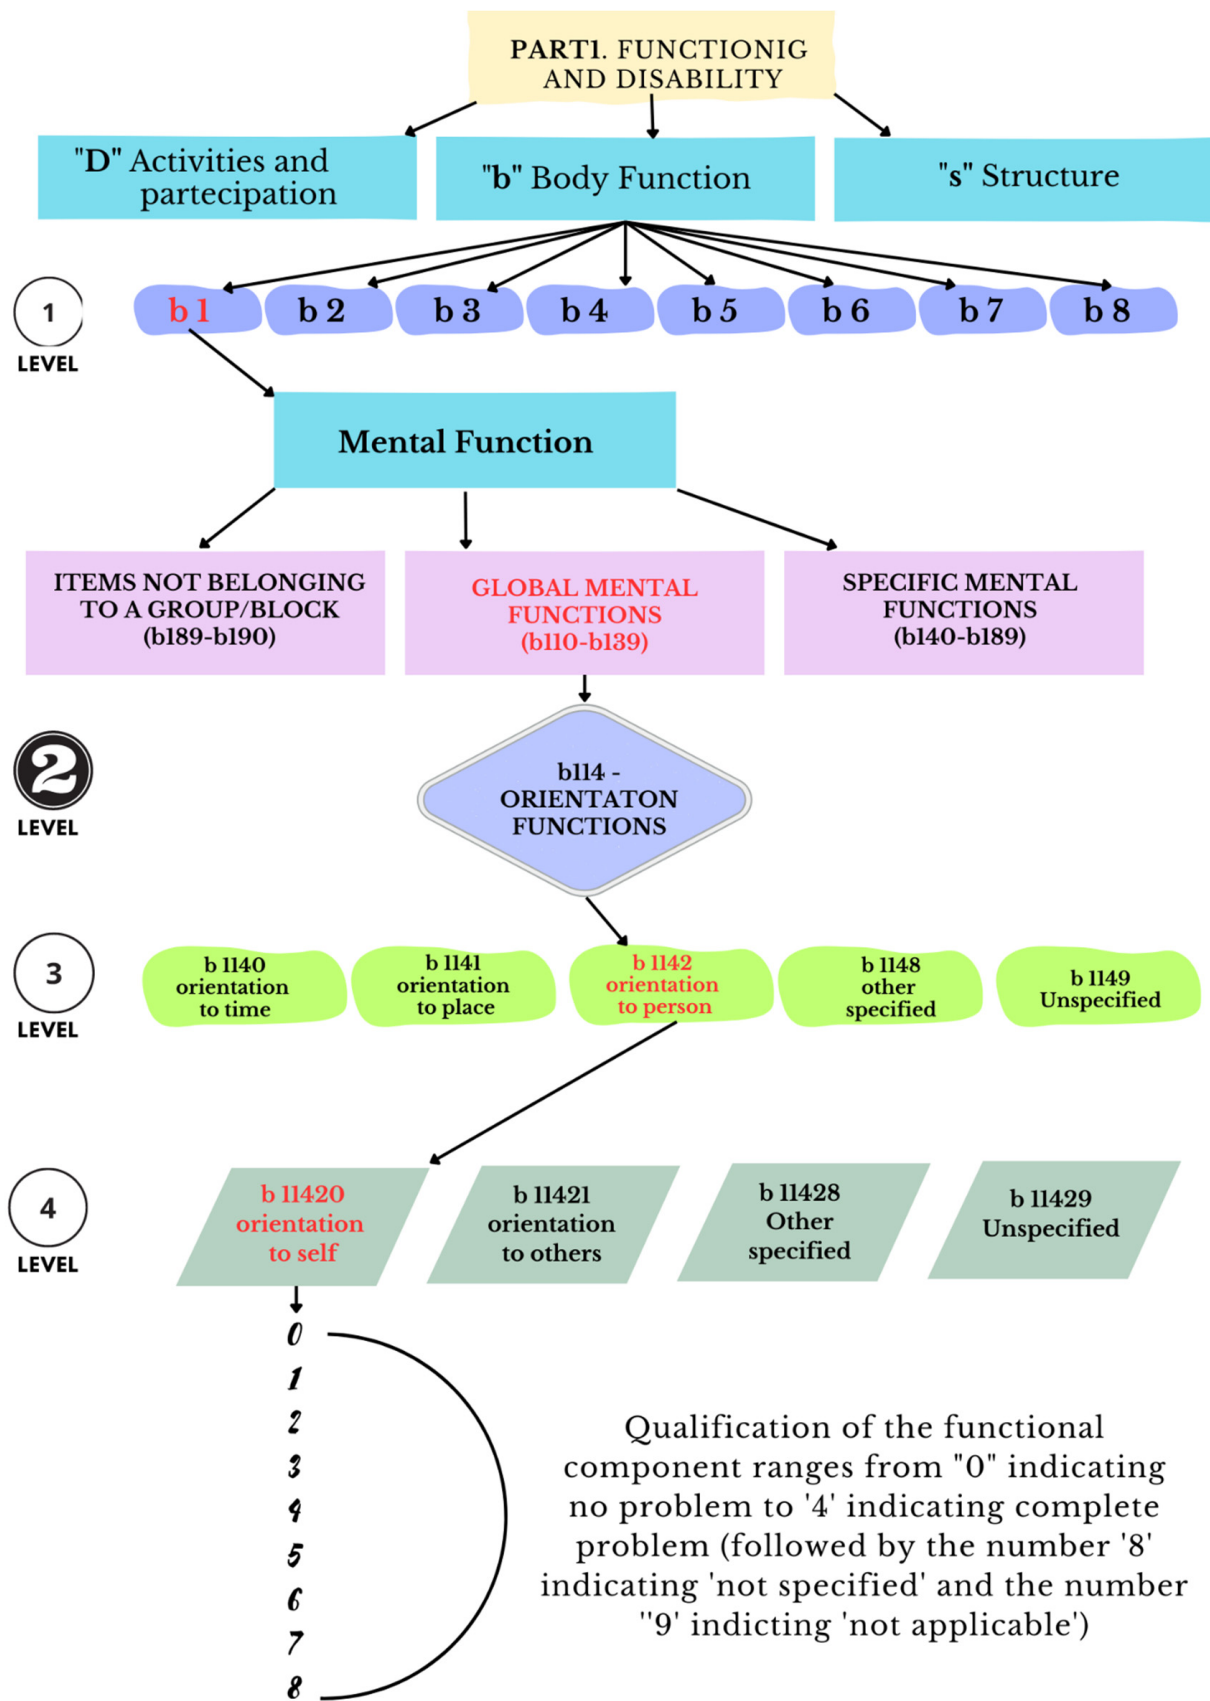 PART1. FUNCTIONIG
AND DISABILITY
"D" Activities and
partecipation
"b" Body Function
"s" Structure
1
LEVEL
b 1
b 2
b 3
b 4
b 5
b 6
b 7
b 8
Mental Function
ITEMS NOT BELONGING
TO A GROUP/BLOCK
(b189-b190)
GLOBAL MENTAL
FUNCTIONS
(b110-b139)
SPECIFIC MENTAL
FUNCTIONS
(b140-b189)
2
LEVEL
b114 -
ORIENTATON
FUNCTIONS
3
LEVEL
b 1140
orientation
to time
b 1141
orientation
to place
b 1142
orientation
to person
b 1148
other
specified
b 1149
Unspecified
4
LEVEL
b 11420
orientation
to self
b 11421
orientation
to others
b 11428
Other
specified
b 11429
Unspecified
0
1
2
3
4
5
6
7
8
Qualification of the functional
component ranges from "0" indicating
no problem to '4' indicating complete
problem (followed by the number '8'
indicating 'not specified' and the number
''9' indicting 'not applicable')